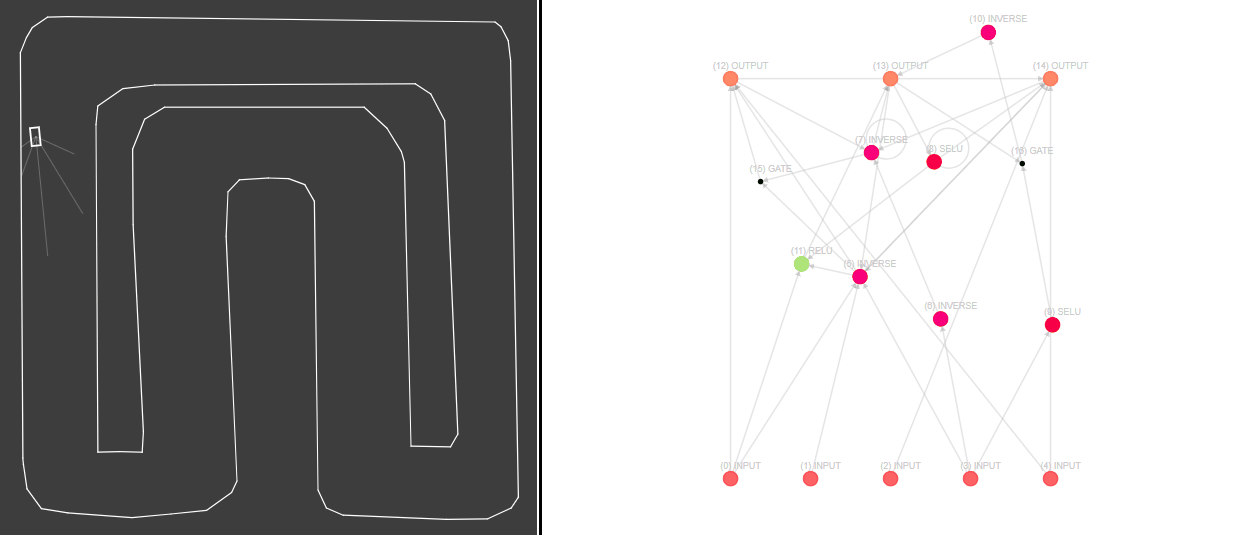 (10) INVERSE
(12) OUTPUT
(13) OUTPUT
(14) OUTPUT
(7) INVERSE
(8) SELU
(16) GATE
(15) GATE
(11) RELU
(5) INVERSE
(6) INVERSE
(9) SELU
(0) INPUT
(1) INPUT
(2) INPUT
(3) INPUT
(4) INPUT